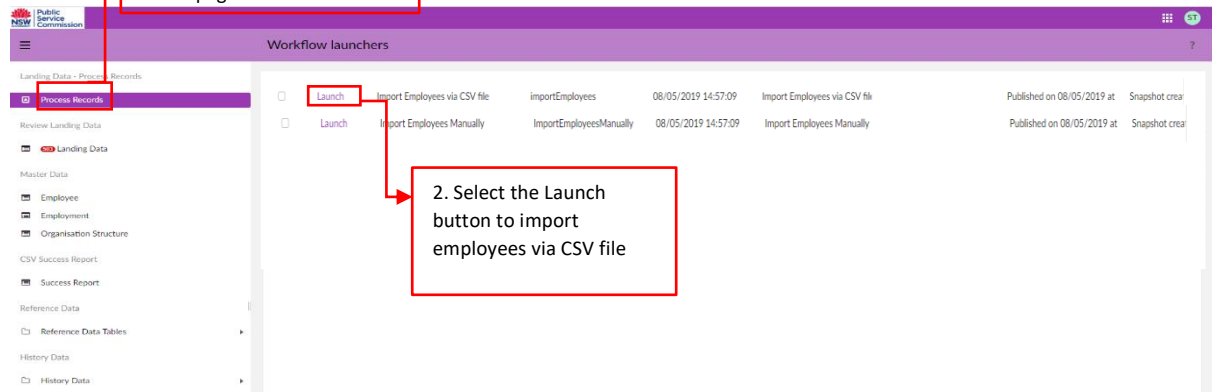 Public
Service
Commission
NSW
ST
Workflow launchers
?
Landing Data - Process Records
Process Records
Launch Import Employees via CSV file importEmployees 08/05/2019 14:57:09 Import Employees via CSV file Published on 08/05/2019 at Snapshot crea
Launch Import Employees Manually ImportEmployeesManually 08/05/2019 14:57:09 Import Employees Manually Published on 08/05/2019 at Snapshot crea
Review Landing Data
Landing Data
Master Data
Employee
Employment
Organisation Structure
2. Select the Launch
button to import
employees via CSV file
CSV Success Report
Success Report
Reference Data
Reference Data Tables
History Data
History Data